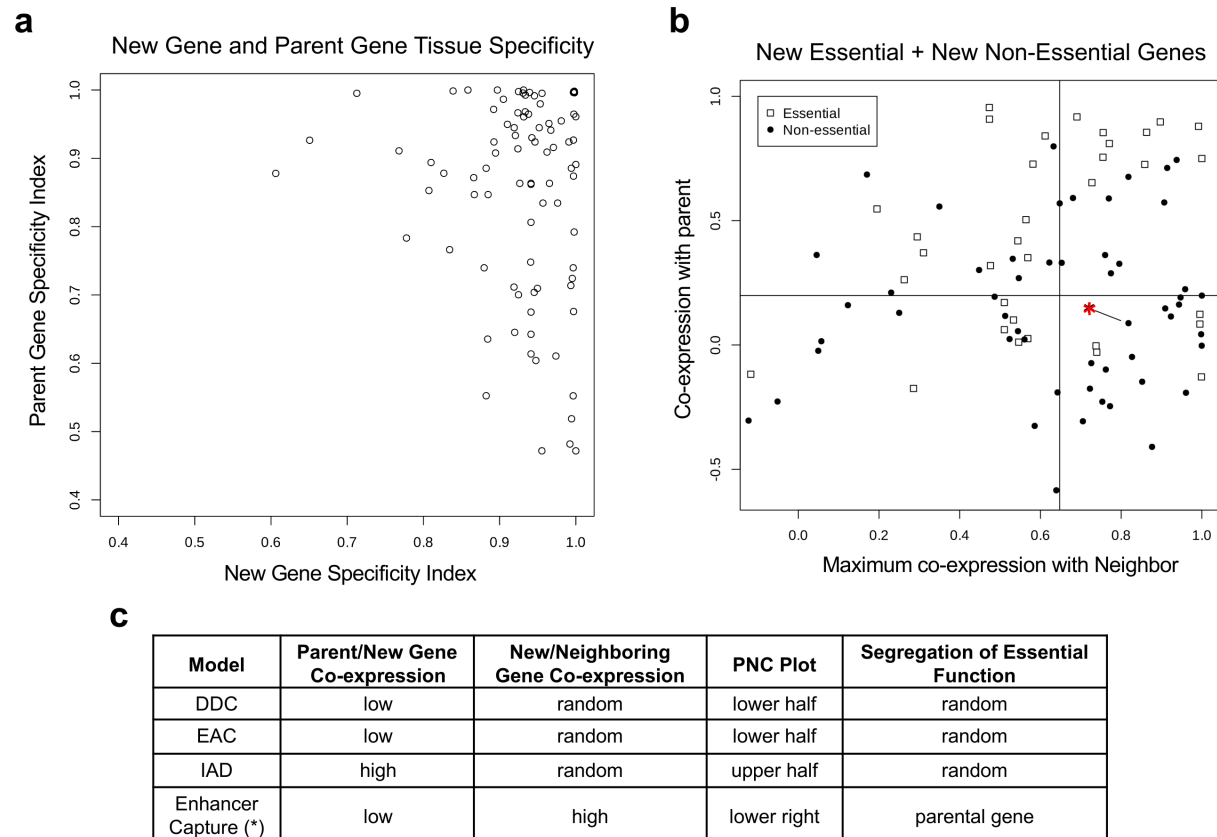 a
New Gene and Parent Gene Tissue Specificity
Parent Gene Specificity Index
1.0
0.9
0.8
0.7
0.6
0.5
0.4
0.4 0.5 0.6 0.7 0.8 0.9 1.0
New Gene Specificity Index
b
New Essential + New Non-Essential Genes
Essential
Non-essential
Co-expression with parent
1.0
0.5
0.0
-0.5
*
0.0 0.2 0.4 0.6 0.8 1.0
Maximum co-expression with Neighbor
c
Model Parent/New Gene Co-expression New/Neighboring Gene Co-expression PNC Plot Segregation of Essential Function
DDC low random lower half random
EAC low random lower half random
IAD high random upper half random
Enhancer Capture (*) low high lower right parental gene